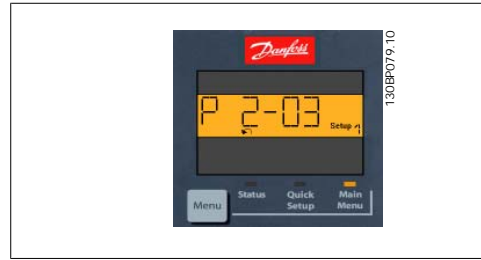 Danfoss
130BP079.10
P 2-03
Setup 1
Status Quick Setup Main Menu
Menu